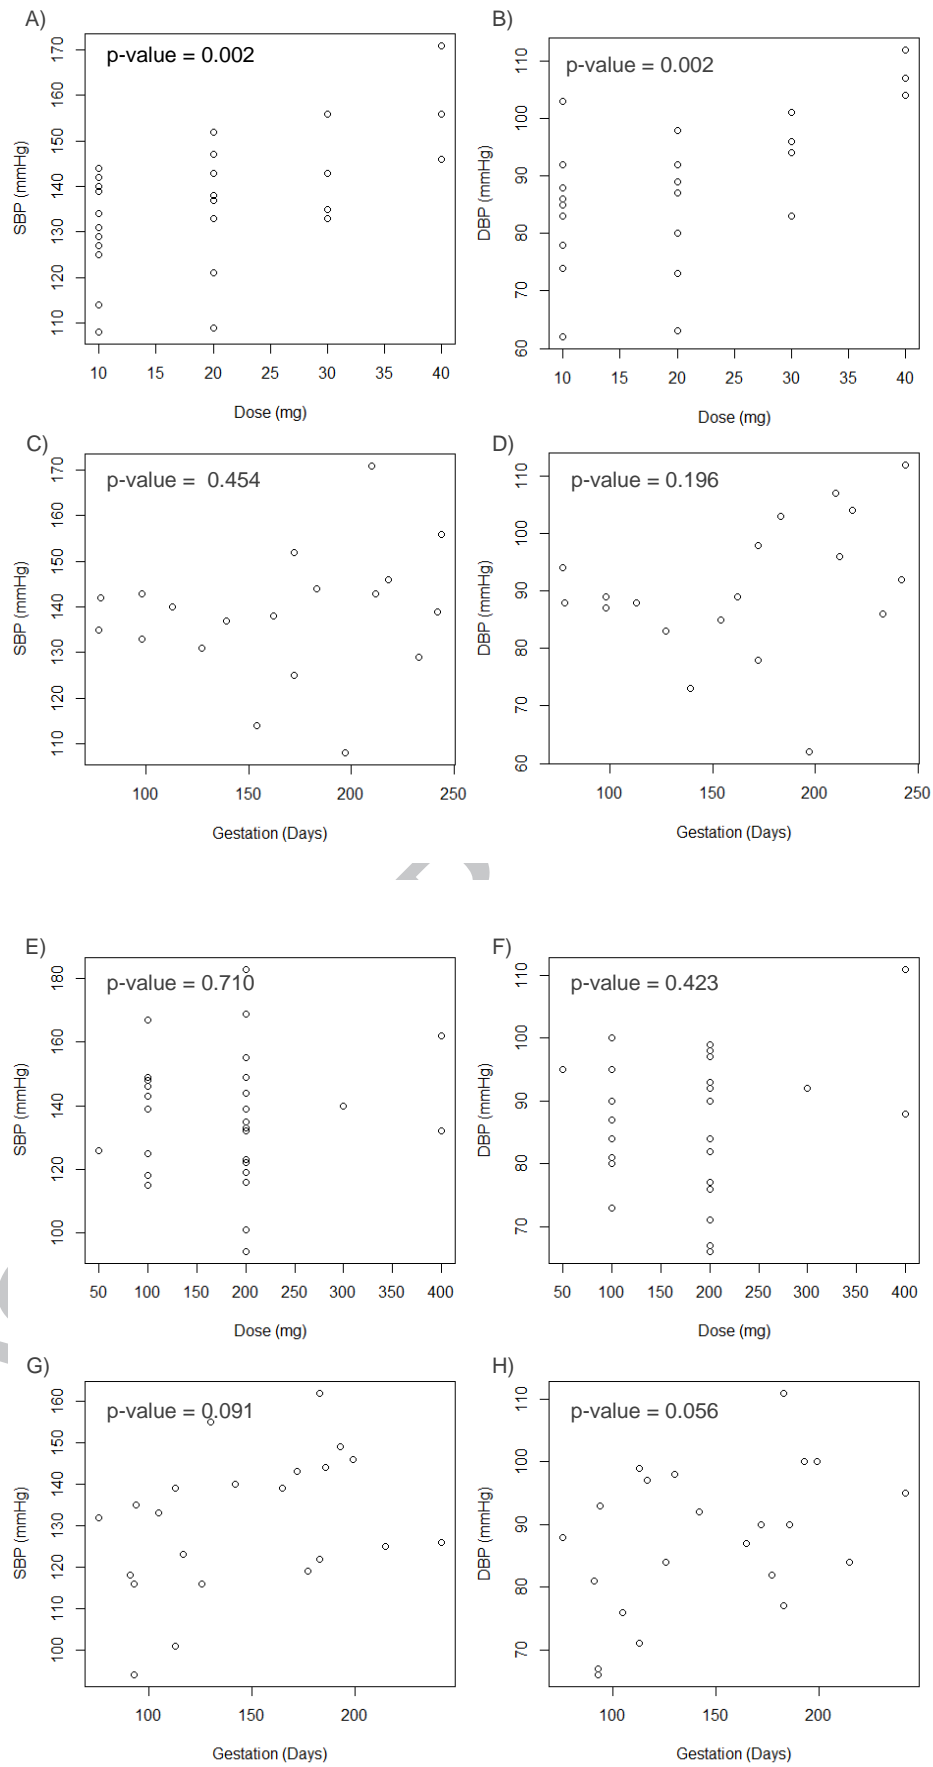 A)
p-value = 0.002
SBP (mmHg)
110 120 130 140 150 160 170
10 15 20 25 30 35 40
Dose (mg)
B)
p-value = 0.002
DBP (mmHg)
60 70 80 90 100 110
10 15 20 25 30 35 40
Dose (mg)
C)
p-value = 0.454
SBP (mmHg)
110 120 130 140 150 160 170
100 150 200 250
Gestation (Days)
D)
p-value = 0.196
DBP (mmHg)
60 70 80 90 100 110
100 150 200 250
Gestation (Days)
E)
p-value = 0.710
SBP (mmHg)
100 120 140 160 180
50 100 150 200 250 300 350 400
Dose (mg)
F)
p-value = 0.423
DBP (mmHg)
70 80 90 100 110
50 100 150 200 250 300 350 400
Dose (mg)
G)
p-value = 0.091
SBP (mmHg)
100 110 120 130 140 150 160
100 150 200
Gestation (Days)
H)
p-value = 0.056
DBP (mmHg)
70 80 90 100 110
100 150 200
Gestation (Days)